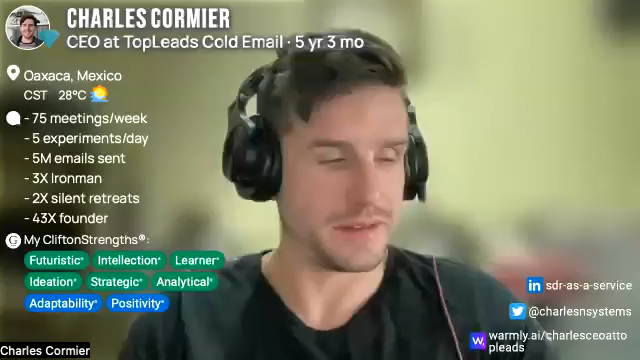 CHARLES CORMIER
CEO at TopLeads Cold Email · 5 yr 3 mo
Oaxaca, Mexico
CST 28°C
- 75 meetings/week
- 5 experiments/day
- 5M emails sent
- 3X Ironman
- 2X silent retreats
- 43X founder
G My CliftonStrengths®:
Futuristic® Intellection® Learner®
Ideation® Strategic® Analytical®
Adaptability® Positivity®
in sdr-as-a-service
@charlesnsystems
W warmly.ai/charlesceoatto
pleads
Charles Cormier